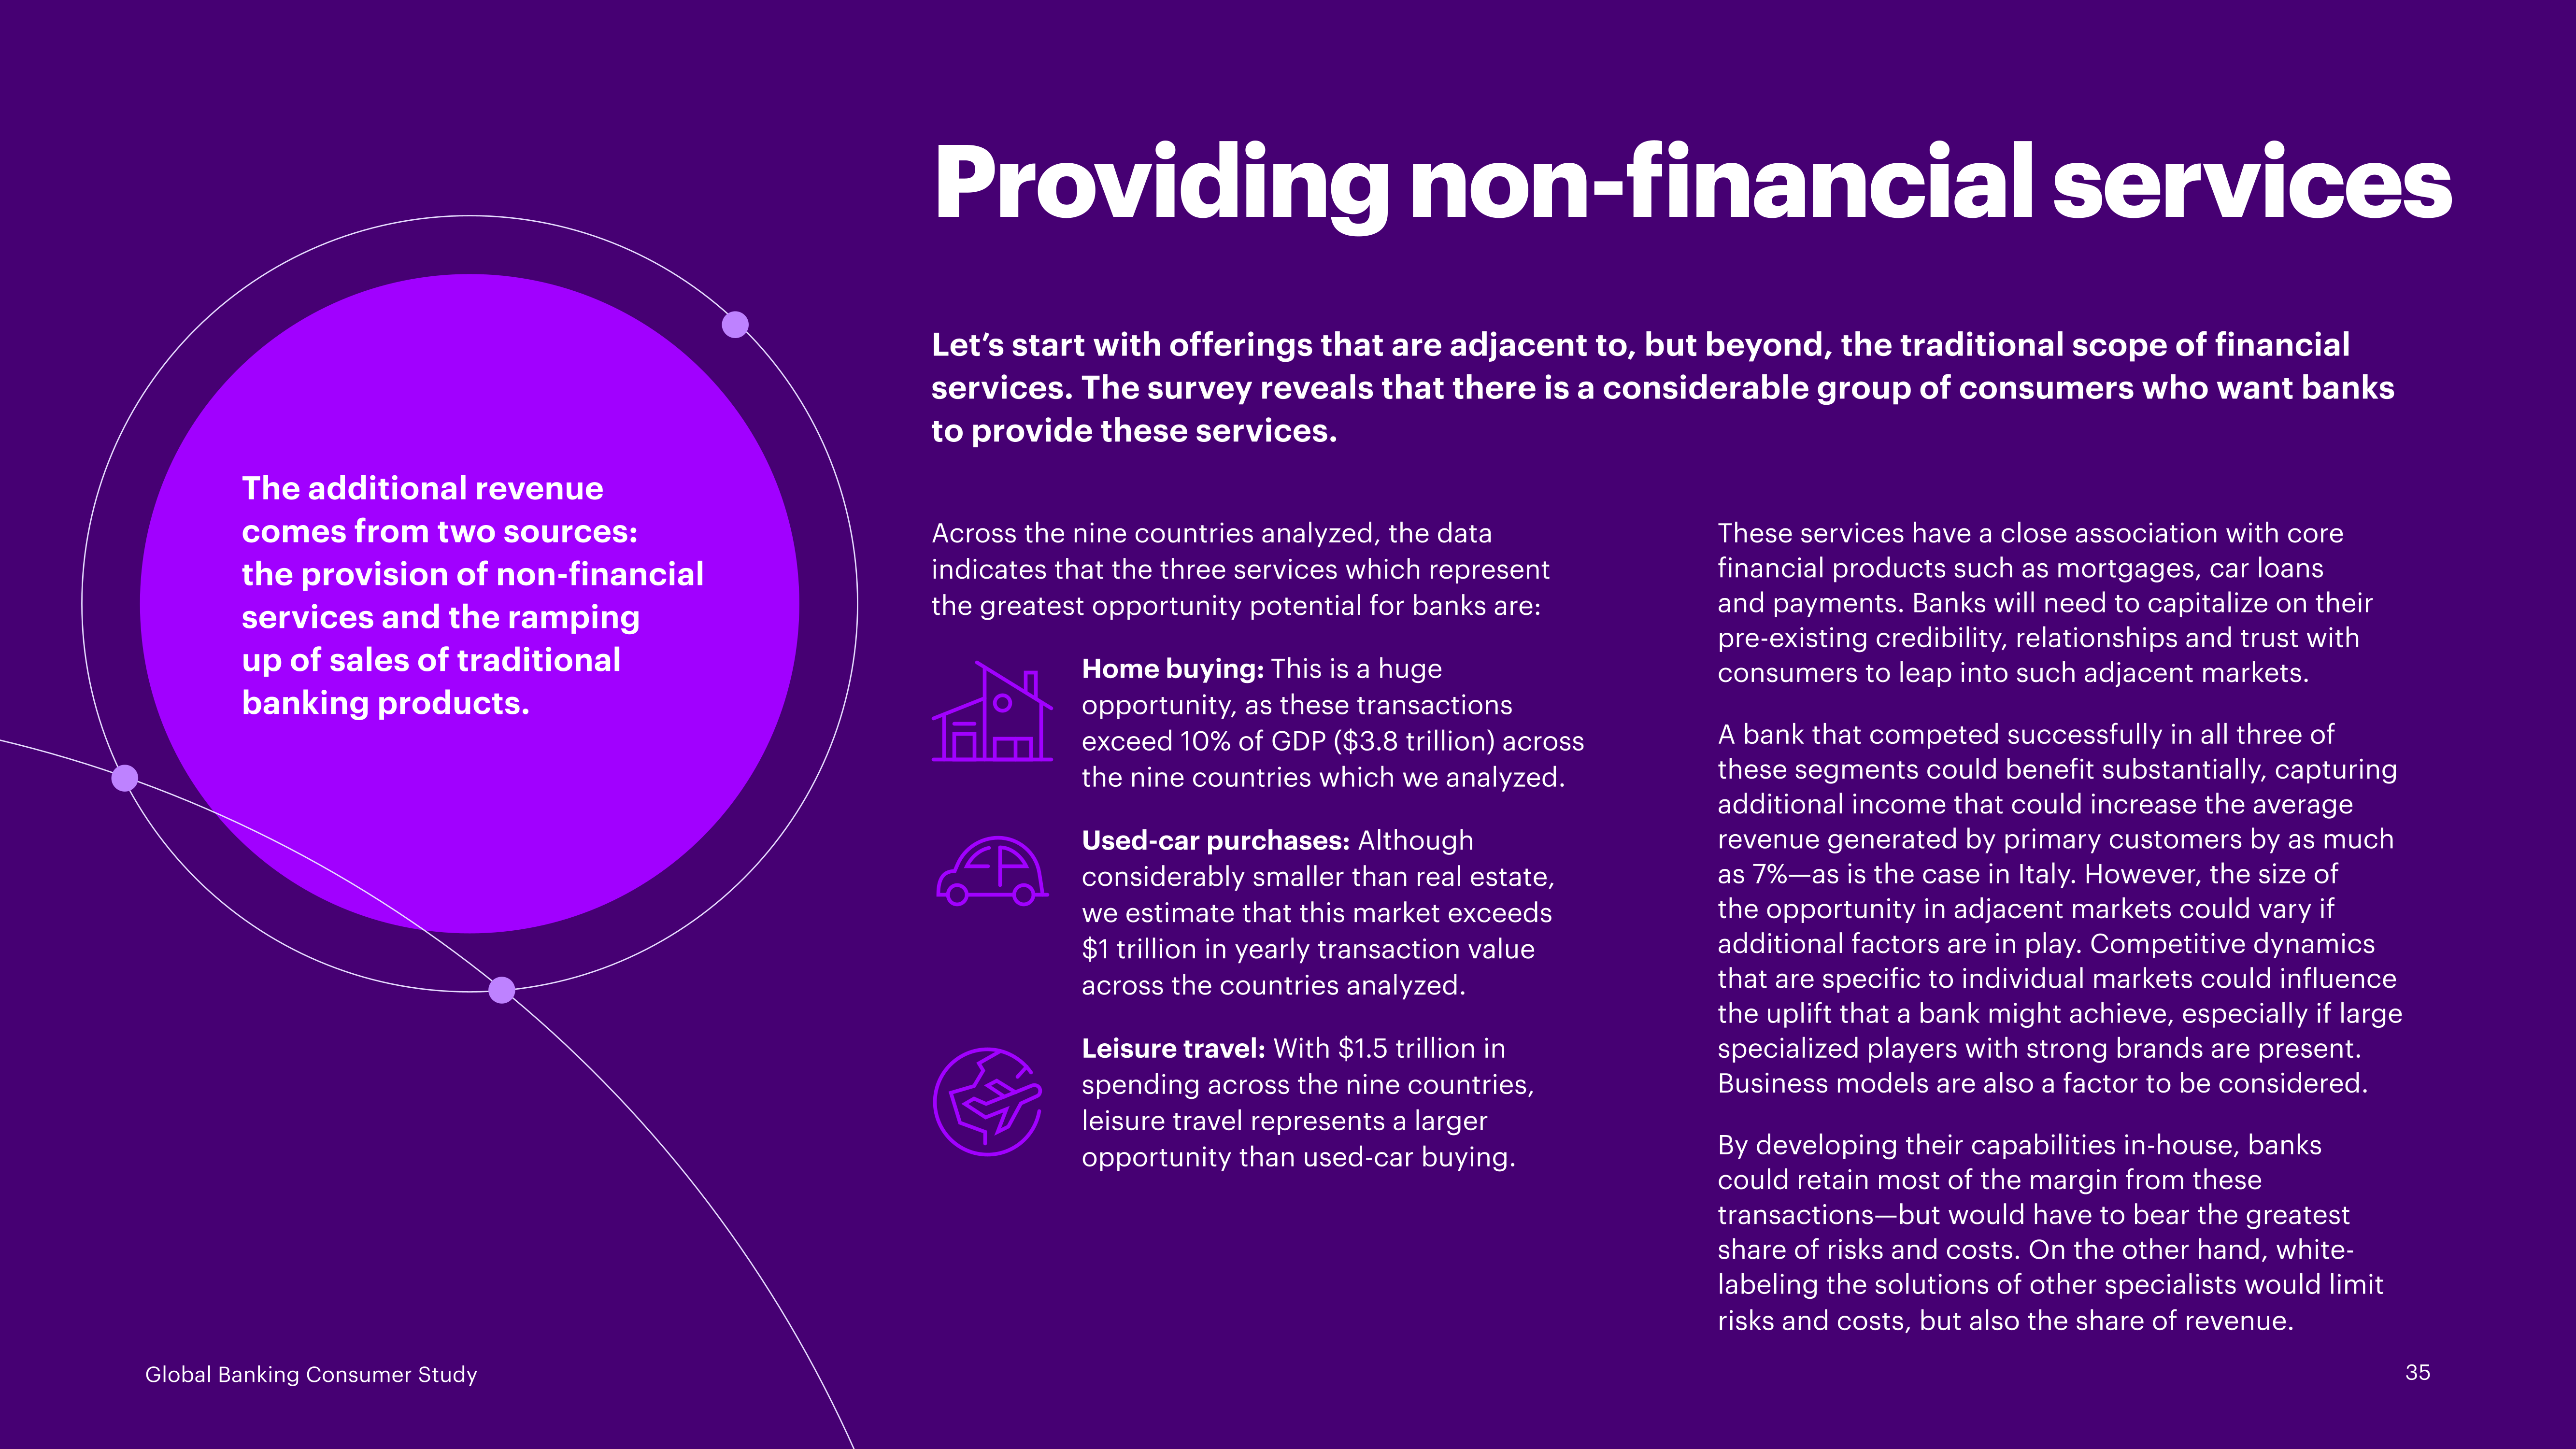 Providing non-financial services
Let’s start with offerings that are adjacent to, but beyond, the traditional scope of financial
services. The survey reveals that there is a considerable group of consumers who want banks
to provide these services.
The additional revenue
comes from two sources:
the provision of non-financial
services and the ramping
up of sales of traditional
banking products.
Across the nine countries analyzed, the data
indicates that the three services which represent
the greatest opportunity potential for banks are:
Home buying: This is a huge
opportunity, as these transactions
exceed 10% of GDP ($3.8 trillion) across
the nine countries which we analyzed.
Used-car purchases: Although
considerably smaller than real estate,
we estimate that this market exceeds
$1 trillion in yearly transaction value
across the countries analyzed.
Leisure travel: With $1.5 trillion in
spending across the nine countries,
leisure travel represents a larger
opportunity than used-car buying.
These services have a close association with core
financial products such as mortgages, car loans
and payments. Banks will need to capitalize on their
pre-existing credibility, relationships and trust with
consumers to leap into such adjacent markets.
A bank that competed successfully in all three of
these segments could benefit substantially, capturing
additional income that could increase the average
revenue generated by primary customers by as much
as 7%—as is the case in Italy. However, the size of
the opportunity in adjacent markets could vary if
additional factors are in play. Competitive dynamics
that are specific to individual markets could influence
the uplift that a bank might achieve, especially if large
specialized players with strong brands are present.
Business models are also a factor to be considered.
By developing their capabilities in-house, banks
could retain most of the margin from these
transactions—but would have to bear the greatest
share of risks and costs. On the other hand, white-
labeling the solutions of other specialists would limit
risks and costs, but also the share of revenue.
Global Banking Consumer Study
35